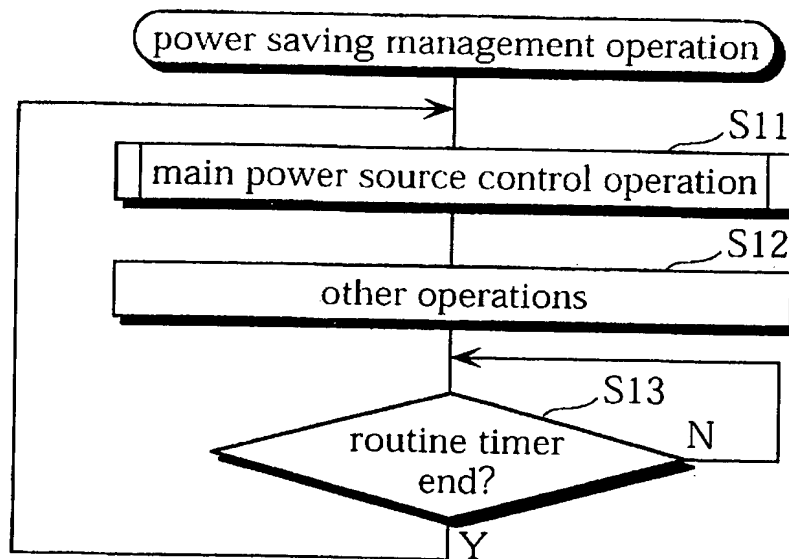 power saving management operation
S11
main power source control operation
S12
other operations
S13
routine timer
end?
N
Y